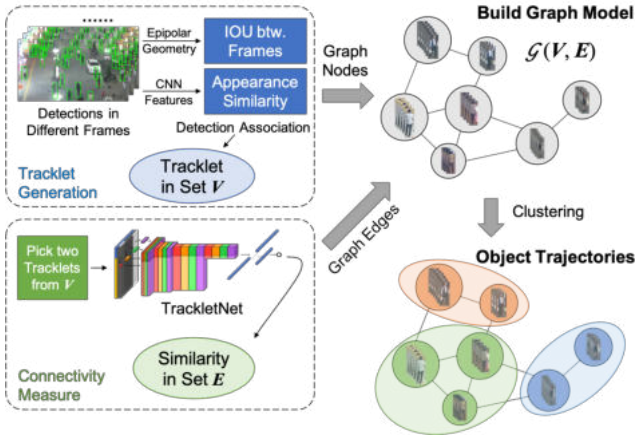 ......
Detections in
Different Frames
Epipolar
Geometry
IOU btw.
Frames
CNN
Features
Appearance
Similarity
Detection Association
Tracklet
in Set V
Tracklet
Generation
Graph
Nodes
Build Graph Model
G(V, E)
Pick two
Tracklets
from V
TrackletNet
Similarity
in Set E
Connectivity
Measure
Graph Edges
Clustering
Object Trajectories